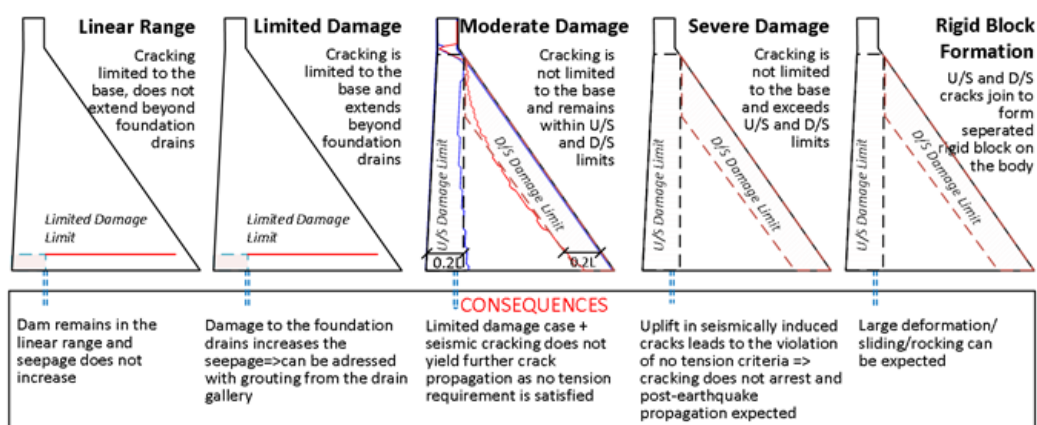 Linear Range
Cracking
limited to the
base, does not
extend beyond
foundation
drains
Limited Damage
Limit
Limited Damage
Cracking is
limited to the
base and
extends
beyond
foundation
drains
Limited Damage
Limit
Moderate Damage
Cracking is
not limited
to the base
and remains
within U/S
and D/S
limits
U/S Damage Limit
D/S Damage Limit
0.2L
0.2L
Severe Damage
Cracking is
not limited
to the base
and exceeds
U/S and D/S
limits
U/S Damage Limit
D/S Damage Limit
Rigid Block
Formation
U/S and D/S
cracks join to
form
seperated
rigid block on
the body
U/S Damage Limit
D/S Damage Limit
CONSEQUENCES
Dam remains in the
linear range and
seepage does not
increase
Damage to the foundation
drains increases the
seepage=>can be adressed
with grouting from the drain
gallery
Limited damage case +
seismic cracking does not
yield further crack
propagation as no tension
requirement is satisfied
Uplift in seismically induced
cracks leads to the violation
of no tension criteria =>
cracking does not arrest and
post-earthquake
propagation expected
Large deformation/
sliding/rocking can
be expected